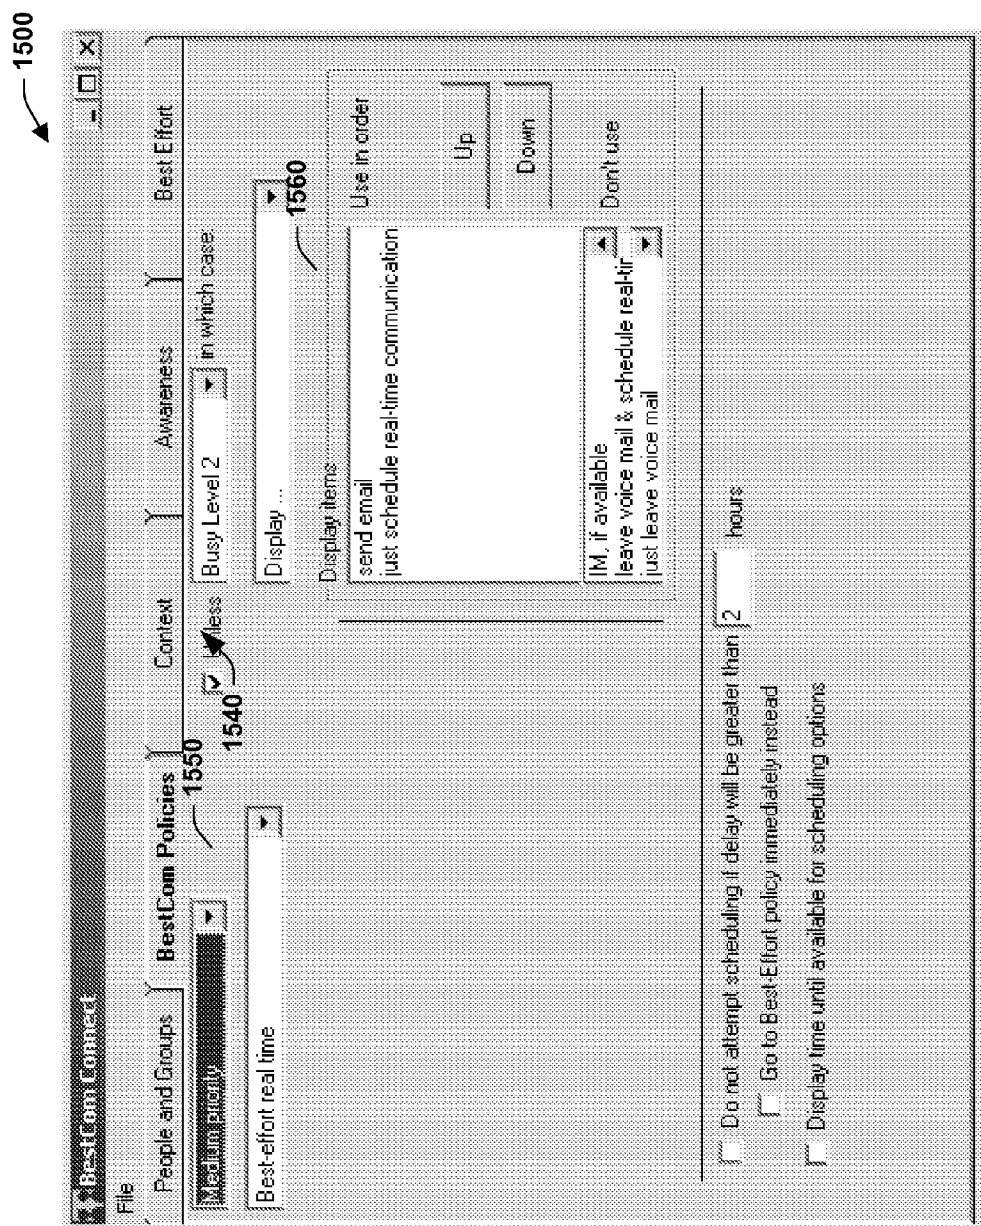 1500
BestCom Connect
File
People and Groups
BestCom Policies
Context
Awareness
Best Effort
Medium priority
1550
1540
Unless
Busy Level 2
in which case:
Best-effort real time
Display ...
1560
Display items
send email
just schedule real-time communication
Use in order
Up
Down
IM, if available
leave voice mail & schedule real-tir
just leave voice mail
Don't use
Do not attempt scheduling if delay will be greater than 2 hours
Go to Best-Effort policy immediately instead
Display time until available for scheduling options